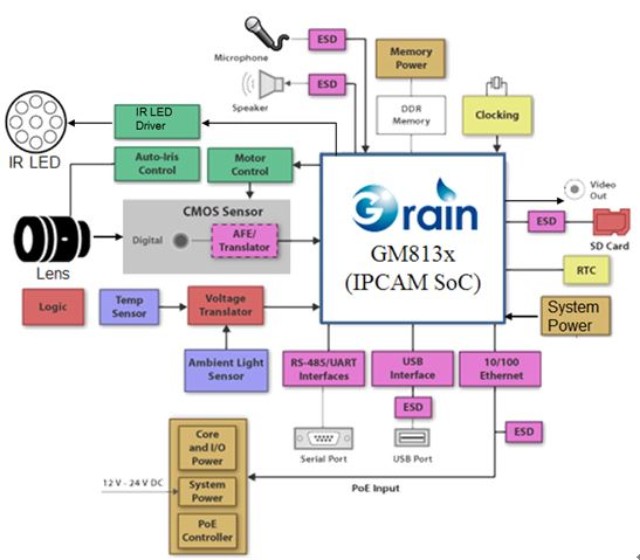 Microphone
ESD
Speaker
ESD
Memory
Power
DDR
Memory
Clocking
IR LED
Driver
IR LED
Auto-Iris
Control
Motor
Control
CMOS Sensor
Digital
AFE/
Translator
Lens
Grain
GM813x
(IPCAM SoC)
Video
Out
ESD
SD Card
RTC
System
Power
Logic
Temp
Sensor
Voltage
Translator
Ambient Light
Sensor
RS-485/UART
Interfaces
USB
Interface
10/100
Ethernet
ESD
ESD
Serial Port
USB Port
Core
and I/O
Power
12 V - 24 V DC
System
Power
PoE
Controller
PoE Input